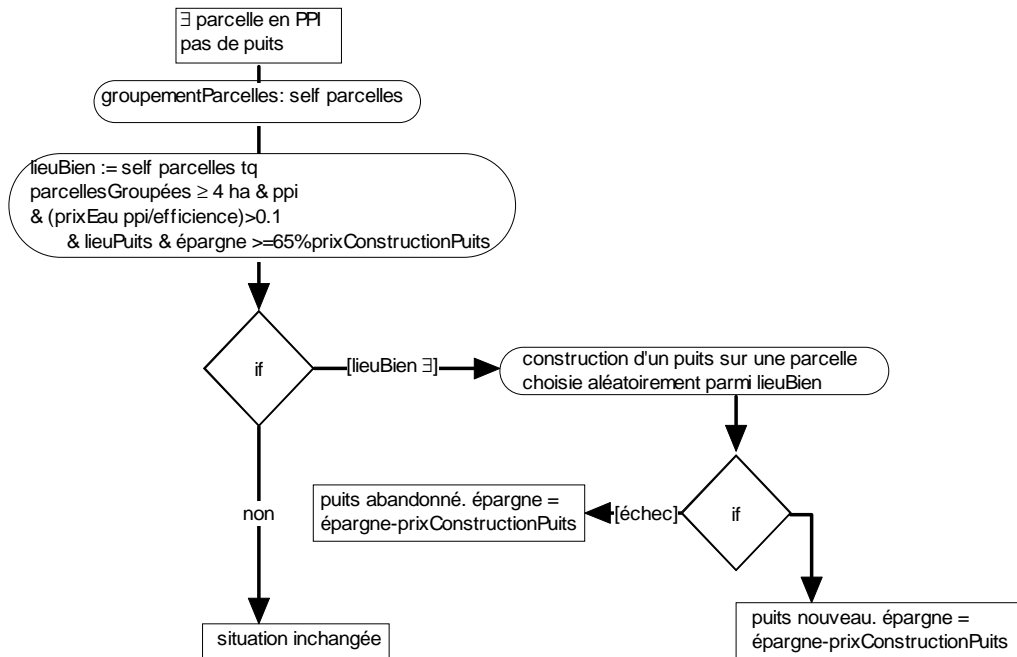 ∃ parcelle en PPI
pas de puits
groupementParcelles: self parcelles
lieuBien := self parcelles tq
parcellesGroupées ≥ 4 ha & ppi
& (prixEau ppi/efficience)>0.1
& lieuPuits & épargne >=65%prixConstructionPuits
if
[lieuBien ∃]
construction d'un puits sur une parcelle
choisie aléatoirement parmi lieuBien
non
puits abandonné. épargne =
épargne-prixConstructionPuits
[échec]
if
situation inchangée
puits nouveau. épargne =
épargne-prixConstructionPuits